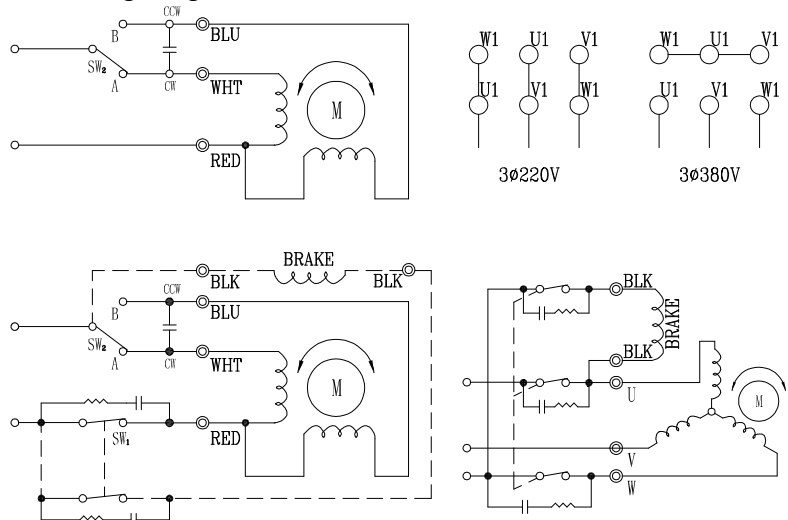 CCW
B
BLU
SW₂
A
CW
WHT
M
RED
W1 U1 V1
U1 V1 W1
3ø220V
W1 U1 V1
U1 V1 W1
3ø380V
BRAKE
BLK
BLK
CCW
B
BLU
SW₂
A
CW
WHT
M
SW₁
RED
BLK
BRAKE
BLK
U
M
V
W